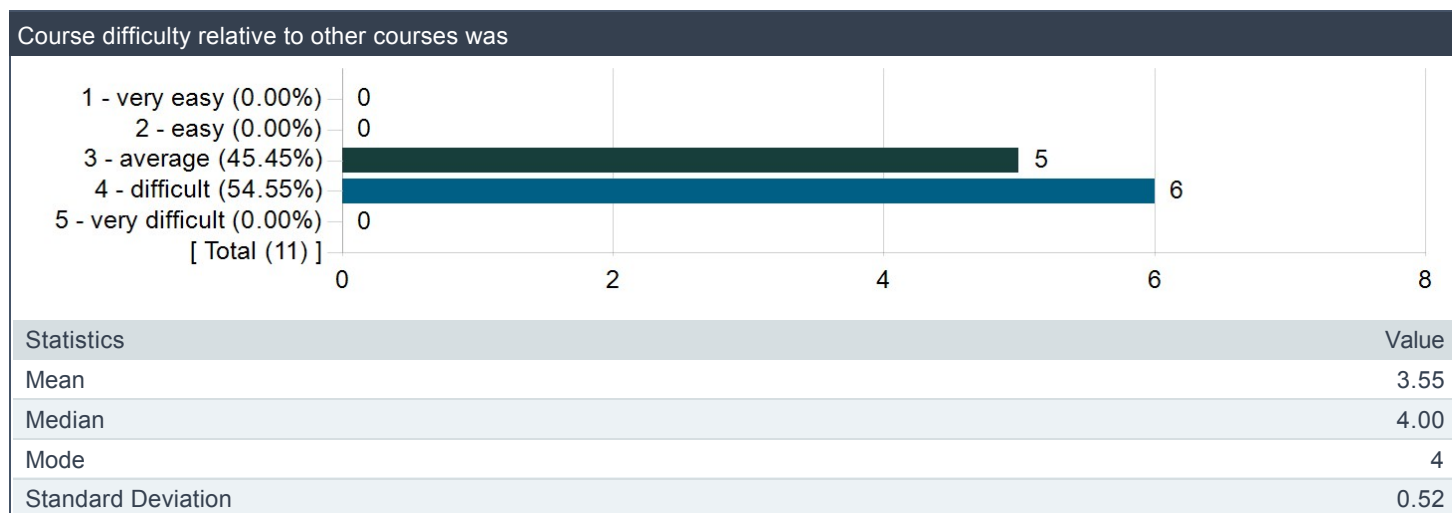 Course difficulty relative to other courses was
1 - very easy (0.00%) 0
2 - easy (0.00%) 0
3 - average (45.45%) 5
4 - difficult (54.55%) 6
5 - very difficult (0.00%) 0
[ Total (11) ]
0 2 4 6 8
Statistics Value
Mean 3.55
Median 4.00
Mode 4
Standard Deviation 0.52